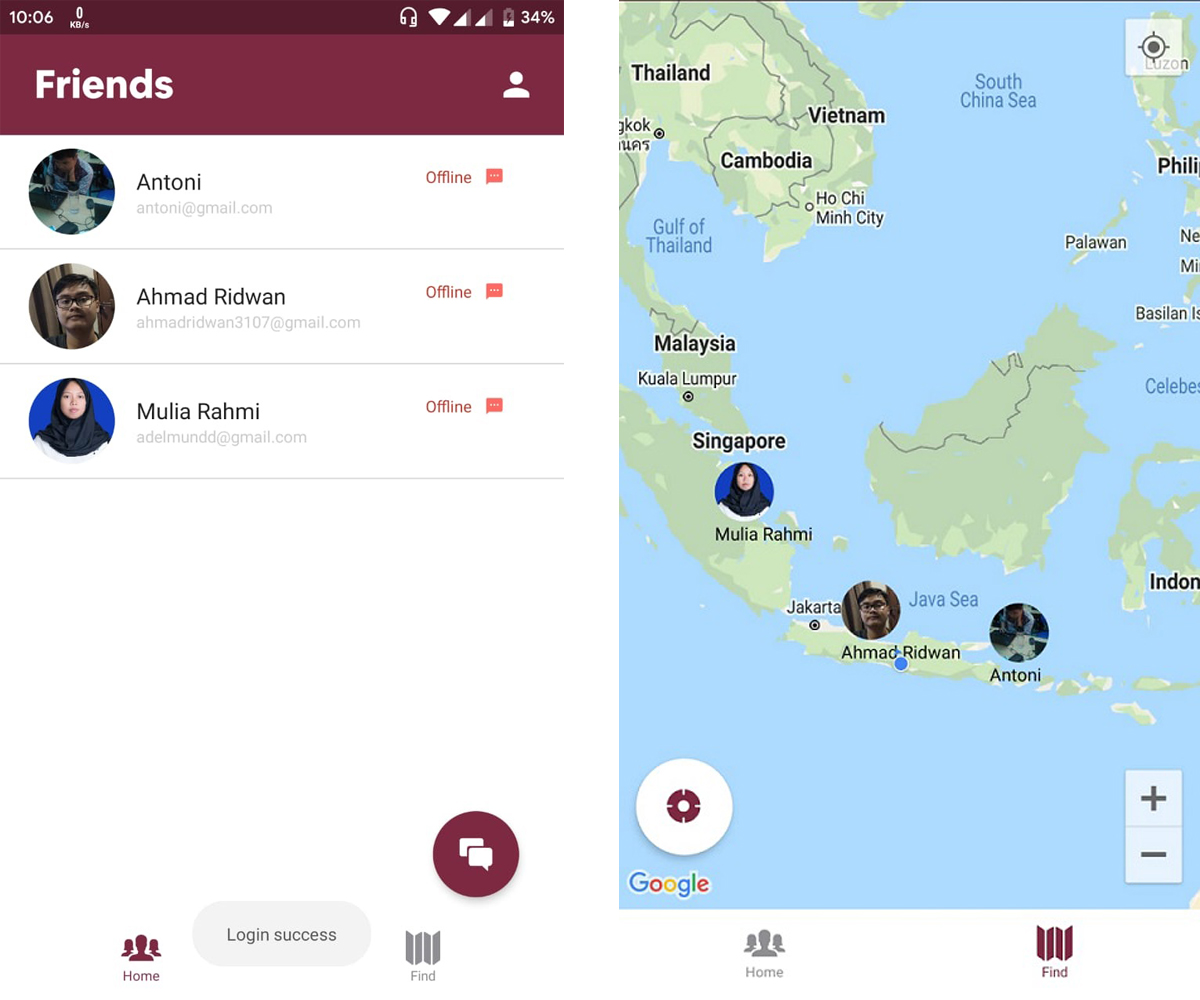 10:06
0
KB/s
34%
Friends
Antoni
antoni@gmail.com
Offline
Ahmad Ridwan
ahmadridwan3107@gmail.com
Offline
Mulia Rahmi
adelmundd@gmail.com
Offline
Login success
Home
Find
Thailand
Luzon
South
China Sea
Vietnam
gkok
นคร
Cambodia
Phili
Ho Chi
Minh City
Gulf of
Thailand
Palawan
Ne
Mi
Basilan Is
Malaysia
Kuala Lumpur
Celebes
Singapore
Mulia Rahmi
Indon
Jakarta
Java Sea
Ahmad Ridwan
Antoni
+
−
Google
Home
Find